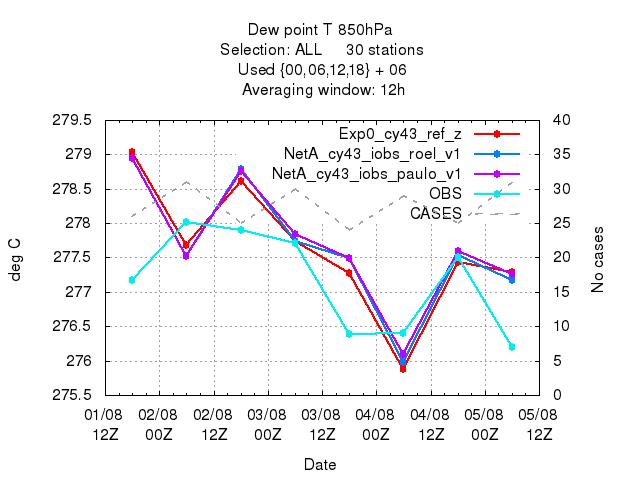 Dew point T 850hPa
Selection: ALL     30 stations
Used {00,06,12,18} + 06
Averaging window: 12h
279.5
279
278.5
278
277.5
277
276.5
276
275.5
deg C
40
35
30
25
20
15
10
5
0
No cases
Exp0_cy43_ref_z
NetA_cy43_iobs_roel_v1
NetA_cy43_iobs_paulo_v1
OBS
CASES
01/08 02/08 02/08 03/08 03/08 04/08 04/08 05/08 05/08
12Z 00Z 12Z 00Z 12Z 00Z 12Z 00Z 12Z
Date